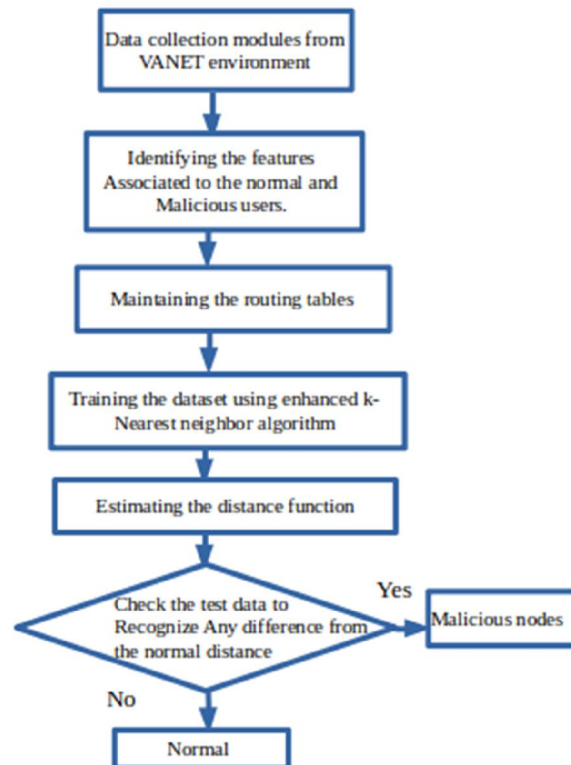 Data collection modules from
VANET environment
Identifying the features
Associated to the normal and
Malicious users.
Maintaining the routing tables
Training the dataset using enhanced k-
Nearest neighbor algorithm
Estimating the distance function
Check the test data to
Recognize Any difference from
the normal distance
Yes
Malicious nodes
No
Normal